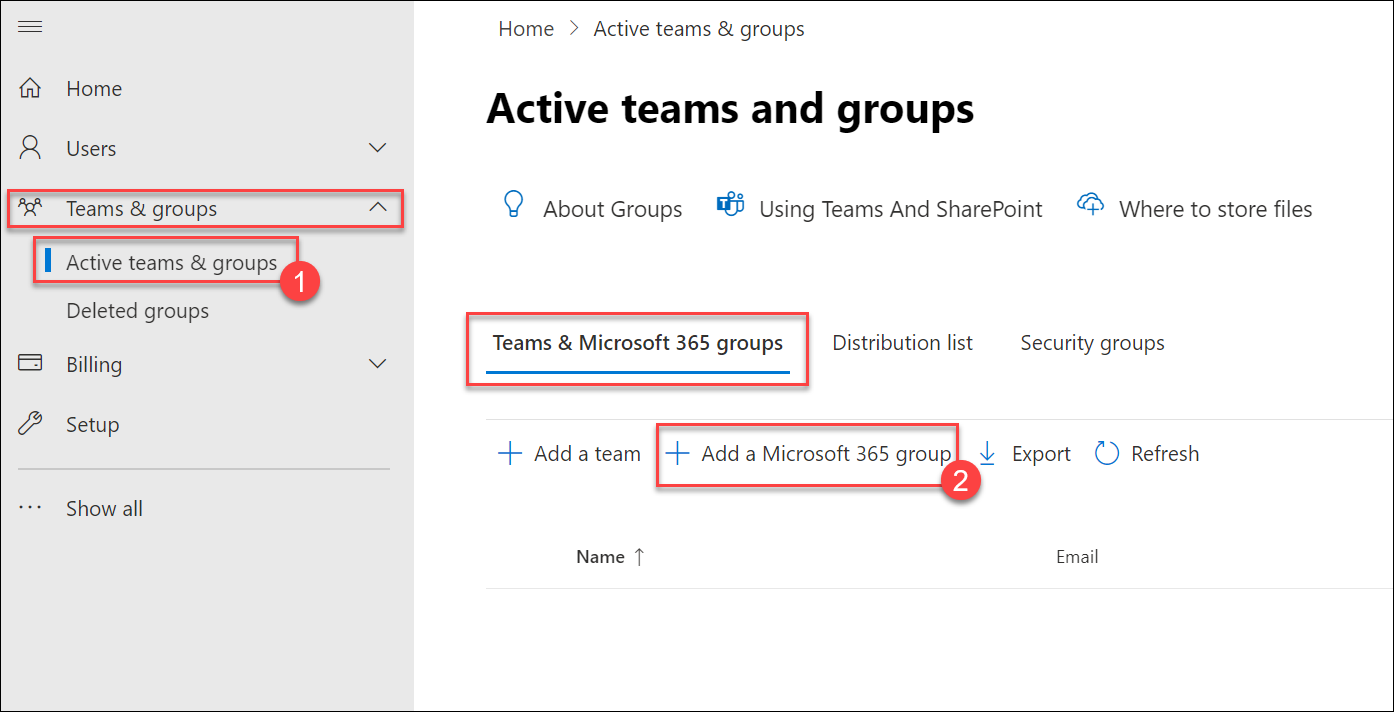 Home
Users
Teams & groups
Active teams & groups
1
Deleted groups
Billing
Setup
Show all
Home > Active teams & groups
Active teams and groups
About Groups Using Teams And SharePoint Where to store files
Teams & Microsoft 365 groups Distribution list Security groups
Add a team Add a Microsoft 365 group Export Refresh
2
Name ↑ Email